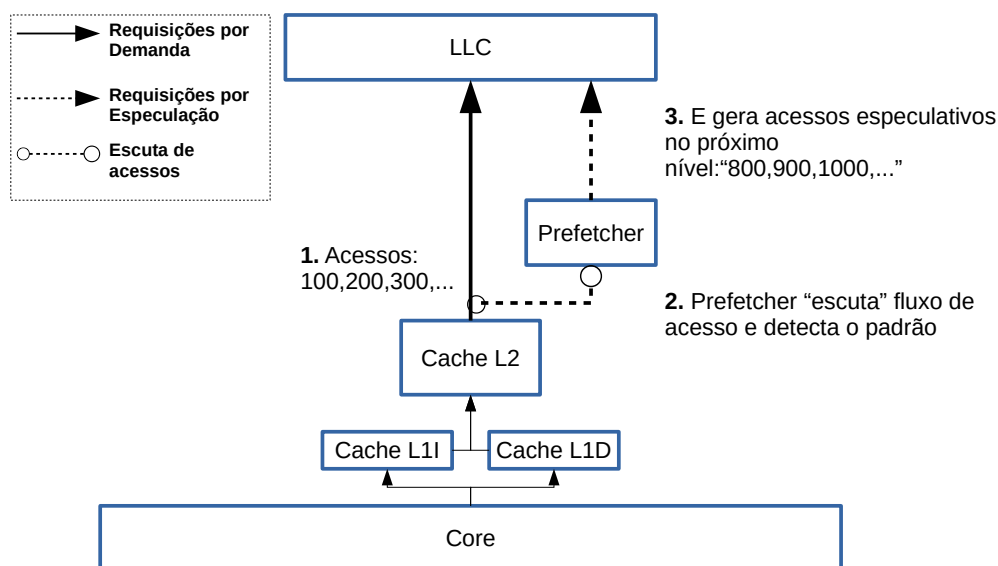 Requisições por
Demanda
Requisições por
Especulação
Escuta de
acessos
LLC
3. E gera acessos especulativos
no próximo
nível:“800,900,1000,...”
Prefetcher
1. Acessos:
100,200,300,...
2. Prefetcher “escuta” fluxo de
acesso e detecta o padrão
Cache L2
Cache L1I
Cache L1D
Core